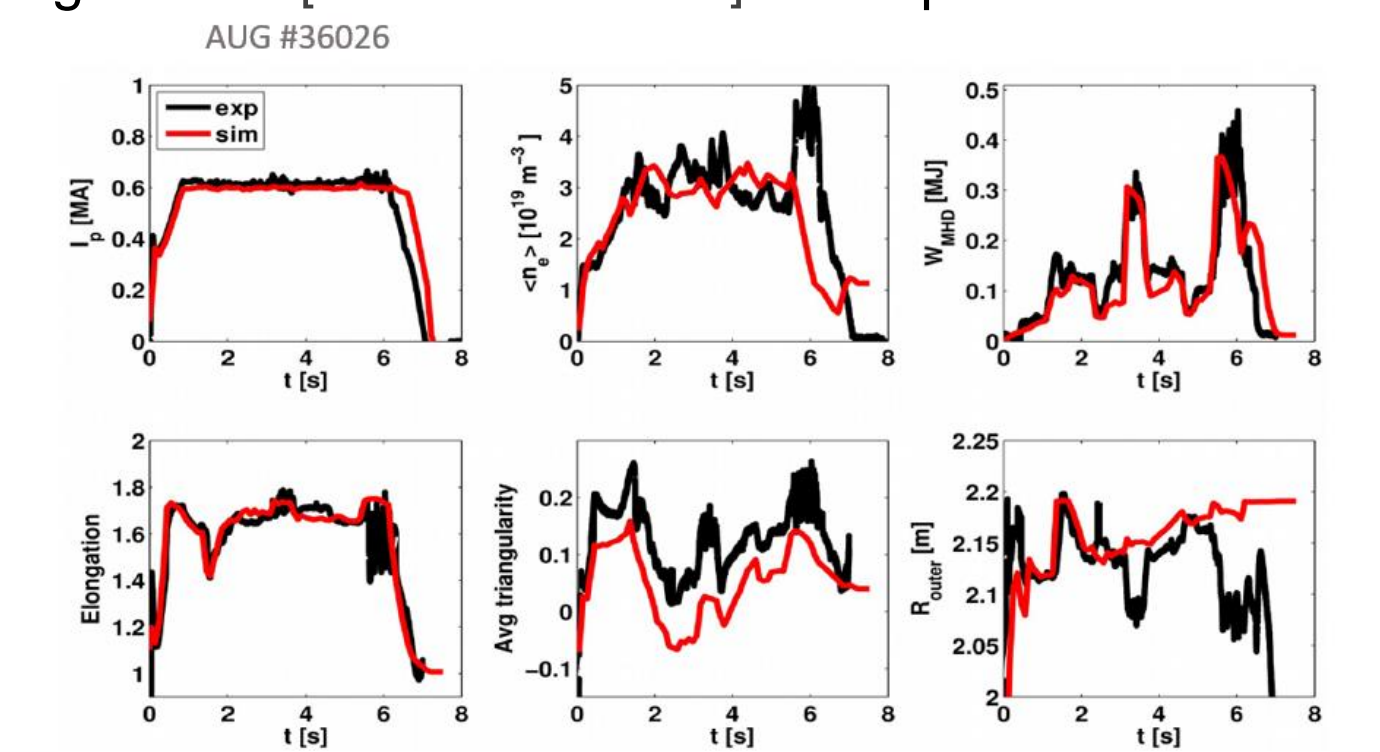 AUG #36026
exp
sim
I_p [MA]
1
0.8
0.6
0.4
0.2
0
0 2 4 6 8
t [s]
<n_e> [10^19 m^−3 ]
5
4
3
2
1
0
0 2 4 6 8
t [s]
W_MHD [MJ]
0.5
0.4
0.3
0.2
0.1
0
0 2 4 6 8
t [s]
Elongation
2
1.8
1.6
1.4
1.2
1
0 2 4 6 8
t [s]
Avg triangularity
0.2
0.1
0
−0.1
0 2 4 6 8
t [s]
R_outer [m]
2.25
2.2
2.15
2.1
2.05
2
0 2 4 6 8
t [s]